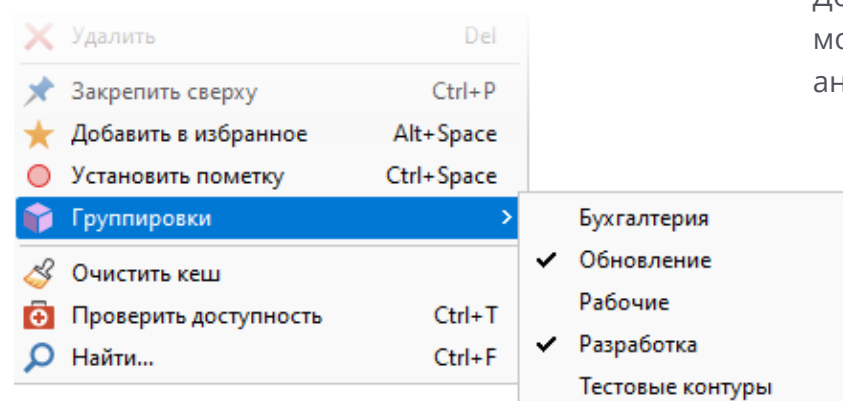 Удалить Del
Закрепить сверху Ctrl+P
Добавить в избранное Alt+Space
Установить пометку Ctrl+Space
Группировки
Очистить кеш
Проверить доступность Ctrl+T
Найти... Ctrl+F
Бухгалтерия
Обновление
Рабочие
Разработка
Тестовые контуры